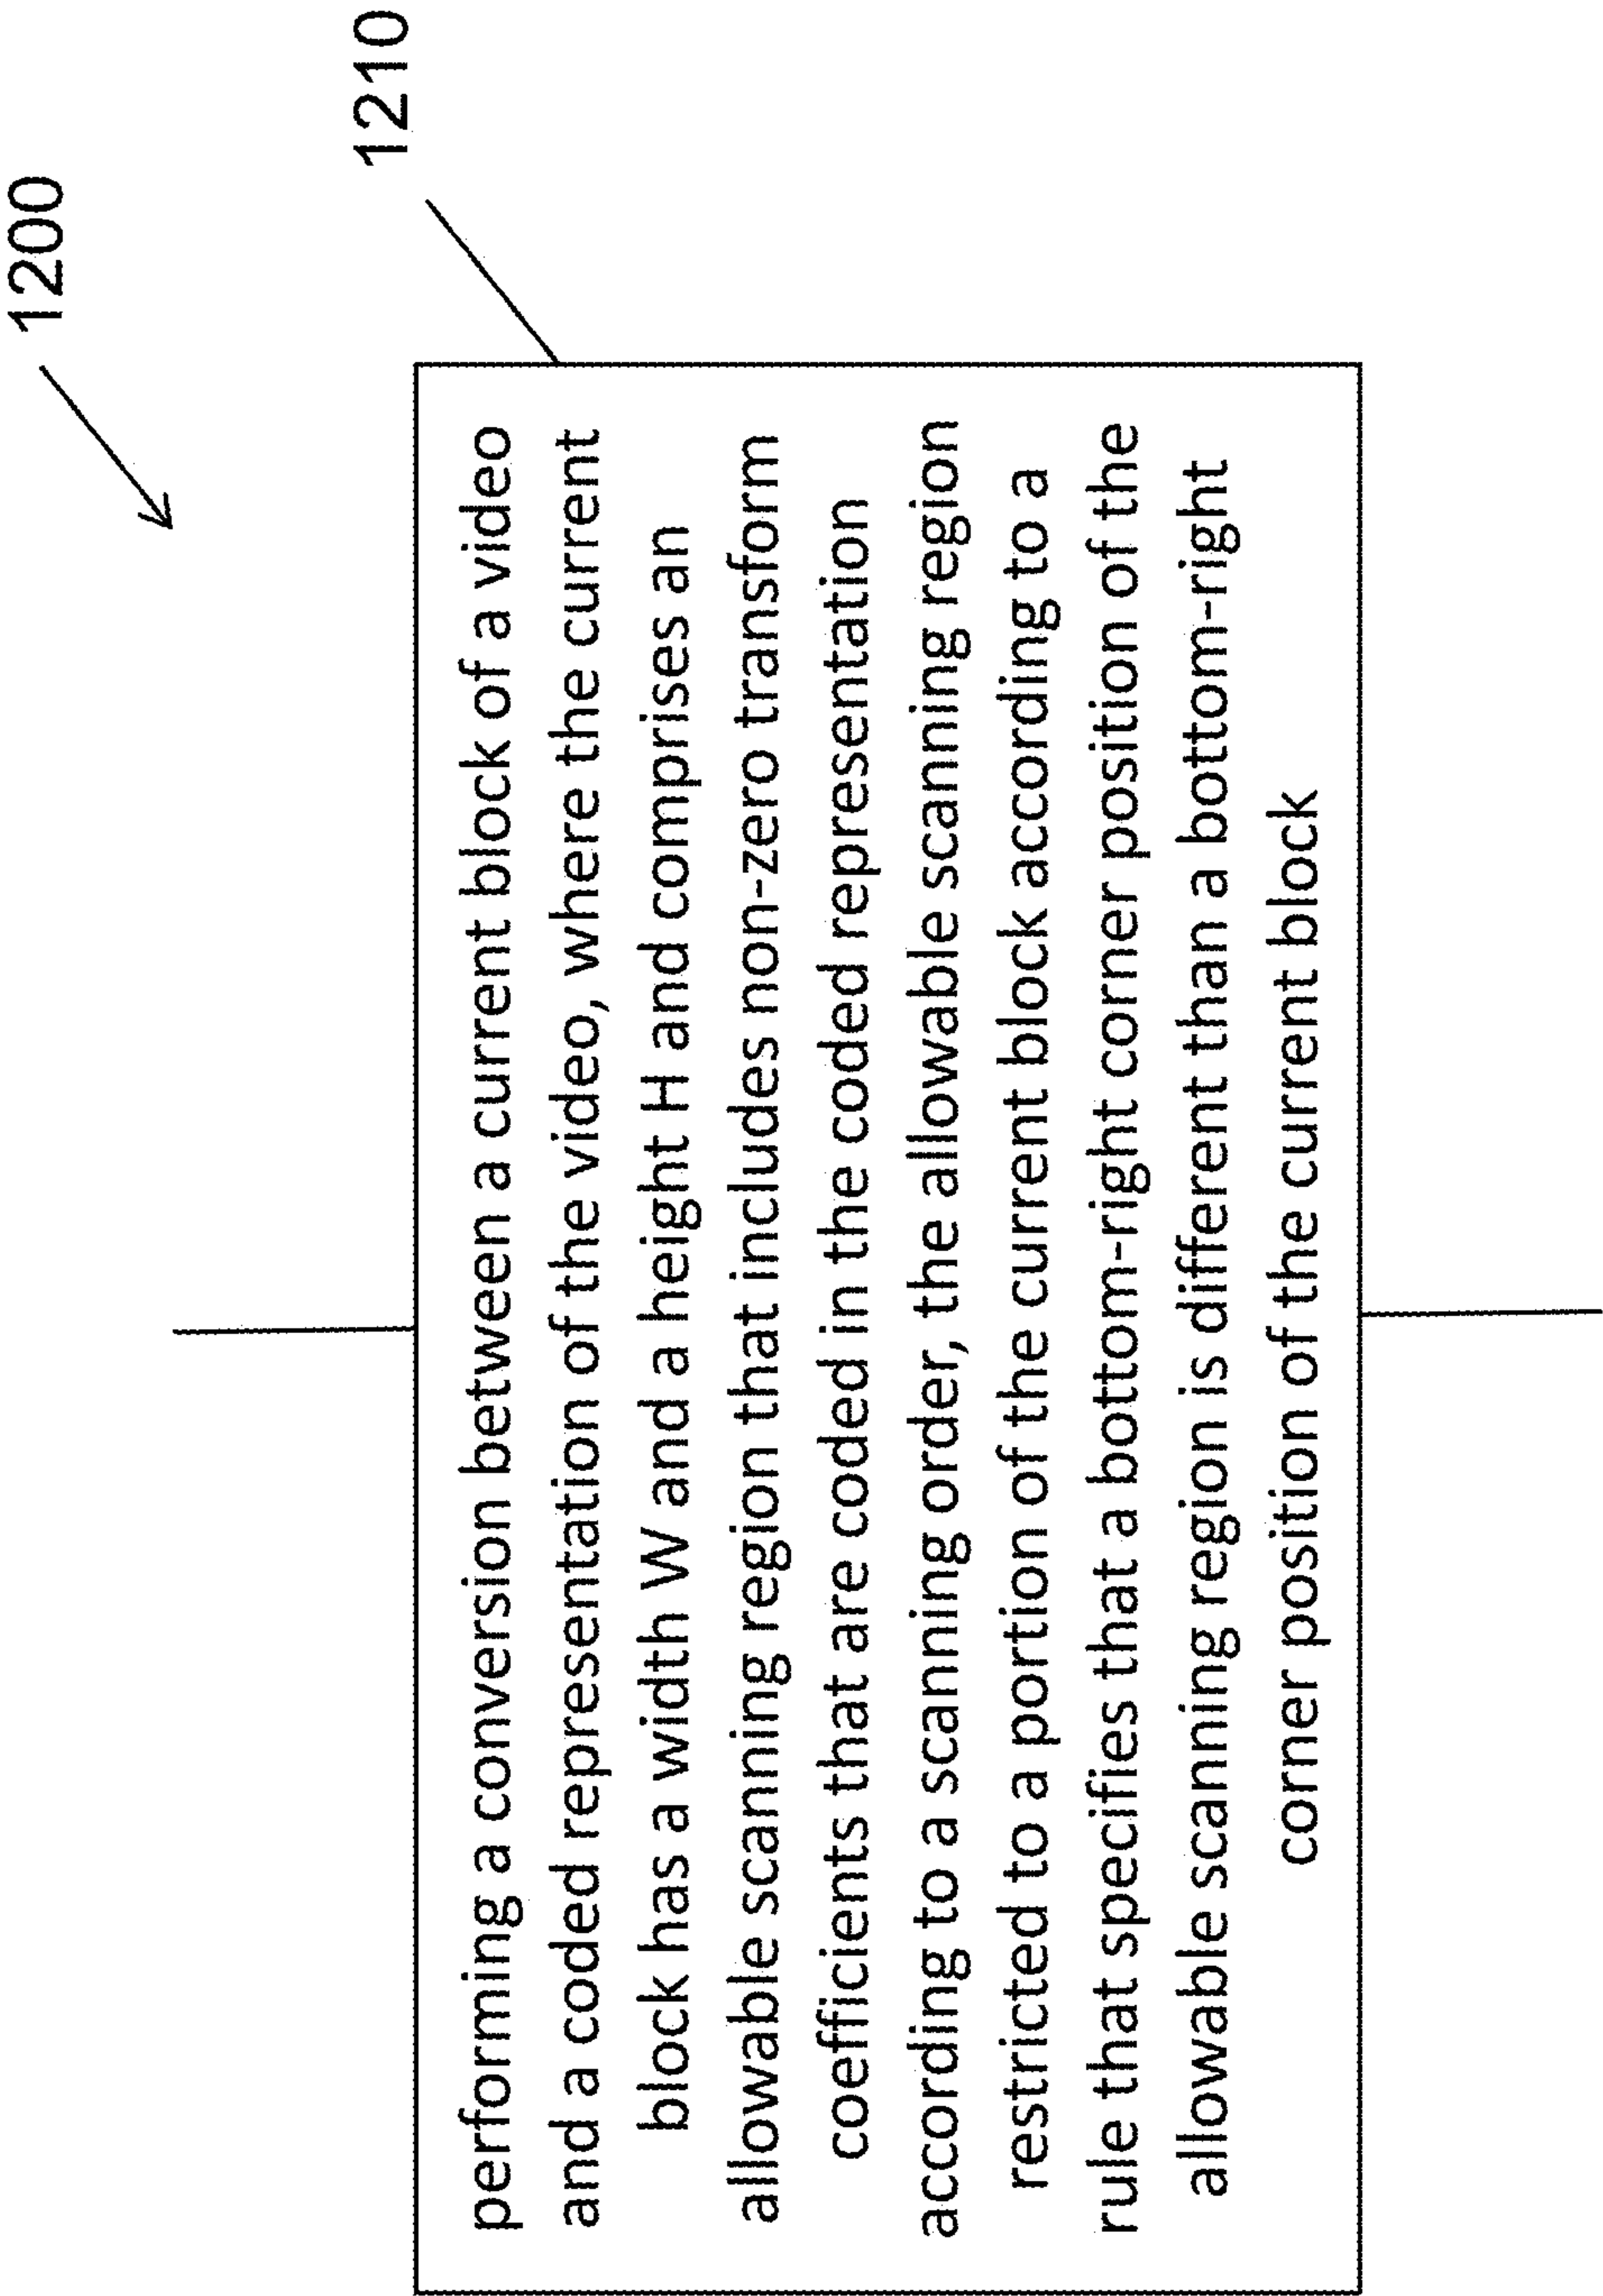 1200
1210
performing a conversion between a current block of a video
and a coded representation of the video, where the current
block has a width W and a height H and comprises an
allowable scanning region that includes non-zero transform
coefficients that are coded in the coded representation
according to a scanning order, the allowable scanning region
restricted to a portion of the current block according to a
rule that specifies that a bottom-right corner position of the
allowable scanning region is different than a bottom-right
corner position of the current block